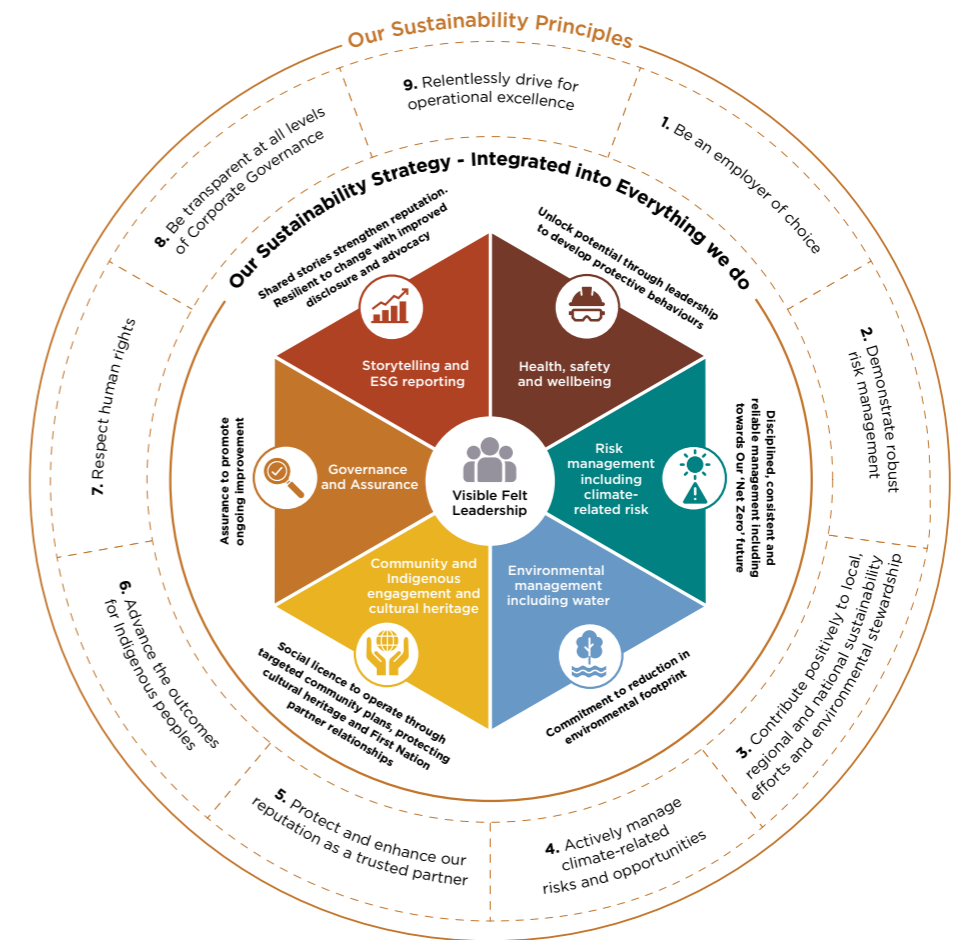 Our Sustainability Principles
1. Be an employer of choice
2. Demonstrate robust
risk management
3. Contribute positively to local,
regional and national sustainability
efforts and environmental stewardship
4. Actively manage
climate-related
risks and opportunities
5. Protect and enhance our
reputation as a trusted partner
6. Advance the outcomes
for Indigenous peoples
7. Respect human rights
8. Be transparent at all levels
of Corporate Governance
9. Relentlessly drive for
operational excellence
Our Sustainability Strategy - Integrated into Everything we do
Unlock potential through leadership
to develop protective behaviours
Health, safety
and wellbeing
Disciplined, consistent and
reliable management including
towards Our ‘Net Zero’ future
Risk
management
including
climate-
related risk
Commitment to reduction in
environmental footprint
Environmental
management
including water
Social licence to operate through
targeted community plans, protecting
cultural heritage and First Nation
partner relationships
Community and
Indigenous
engagement and
cultural heritage
Assurance to promote
ongoing improvement
Governance
and Assurance
Shared stories strengthen reputation.
Resilient to change with improved
disclosure and advocacy
Storytelling and
ESG reporting
Visible Felt
Leadership